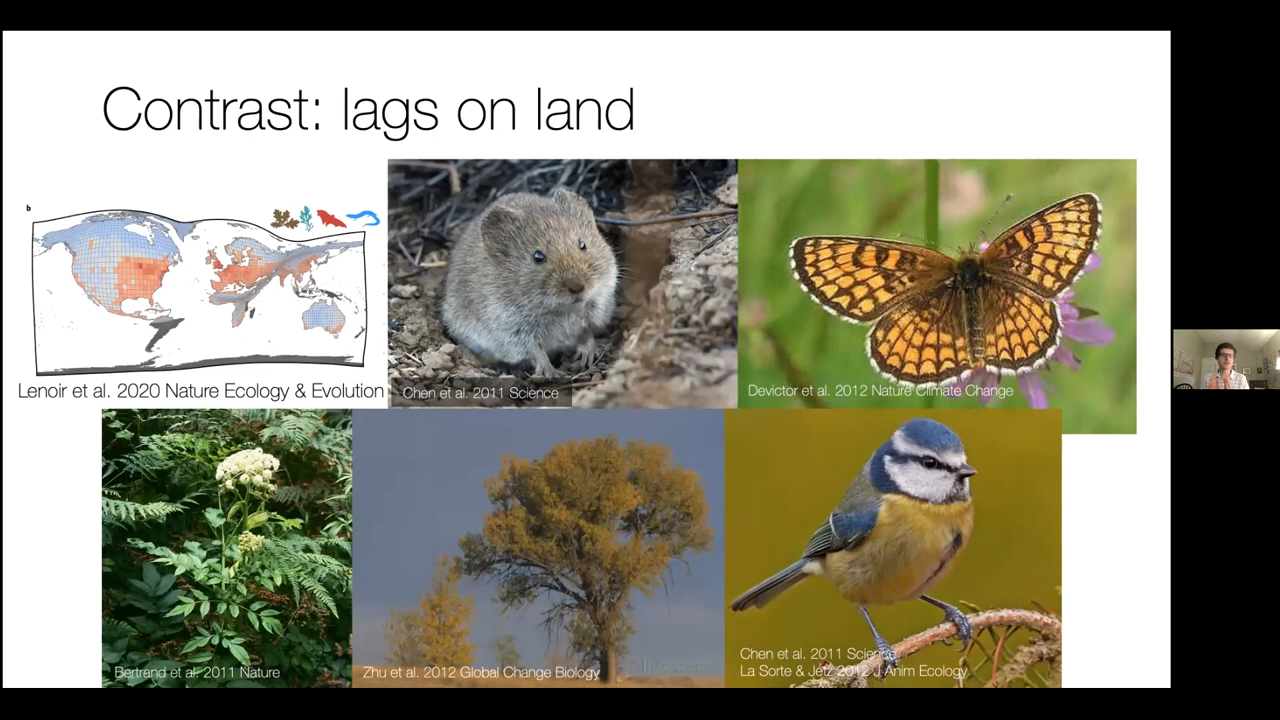 Contrast: lags on land
b
Lenoir et al. 2020 Nature Ecology & Evolution
Chen et al. 2011 Science
Devictor et al. 2012 Nature Climate Change
Bertrand et al. 2011 Nature
Zhu et al. 2012 Global Change Biology
Chen et al. 2011 Science
La Sorte & Jetz 2012 J Anim Ecology